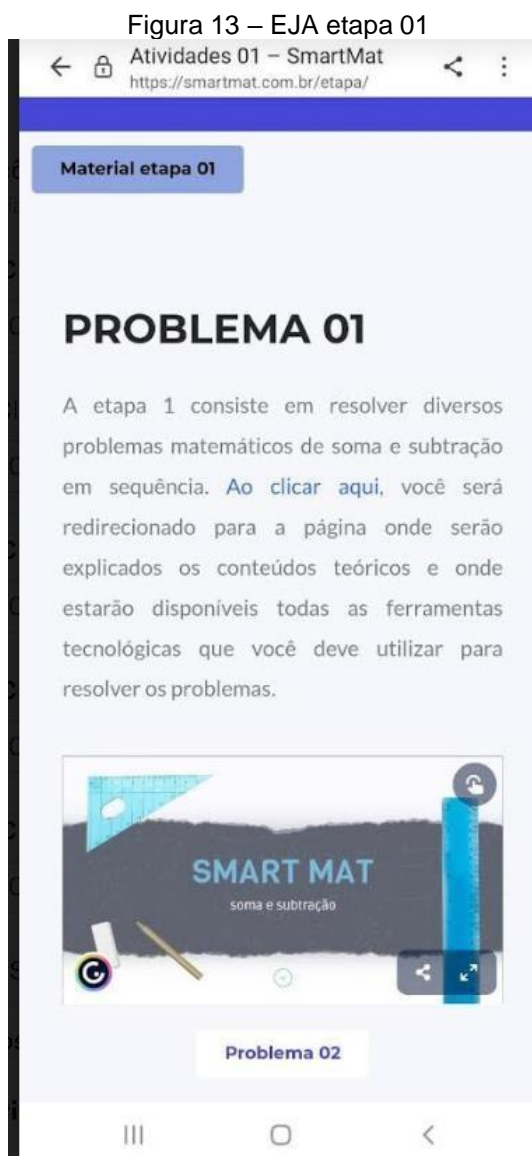 Figura 13 – EJA etapa 01
Atividades 01 – SmartMat
https://smartmat.com.br/etapa/
Material etapa 01
PROBLEMA 01
A etapa 1 consiste em resolver diversos
problemas matemáticos de soma e subtração
em sequência. Ao clicar aqui, você será
redirecionado para a página onde serão
explicados os conteúdos teóricos e onde
estarão disponíveis todas as ferramentas
tecnológicas que você deve utilizar para
resolver os problemas.
SMART MAT
soma e subtração
Problema 02